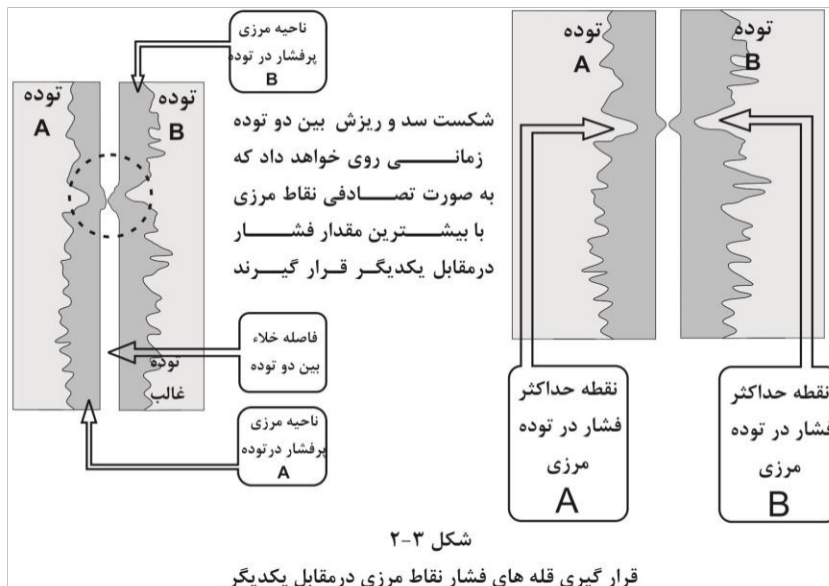 ناحیه مرزی
پرفشار در توده
B
توده
A
توده
B
شکست سد و ریزش بین دو توده
زمانی روی خواهد داد که
به صورت تصادفی نقاط مرزی
با بیشترین مقدار فشار
درمقابل یکدیگر قرار گیرند
فاصله خلاء
بین دو توده
توده
غالب
ناحیه مرزی
پرفشار درتوده
A
توده
A
توده
B
نقطه حداکثر
فشار در توده
مرزی
A
نقطه حداکثر
فشار در توده
مرزی
B
شکل ۳-۲
قرار گیری قله های فشار نقاط مرزی درمقابل یکدیگر